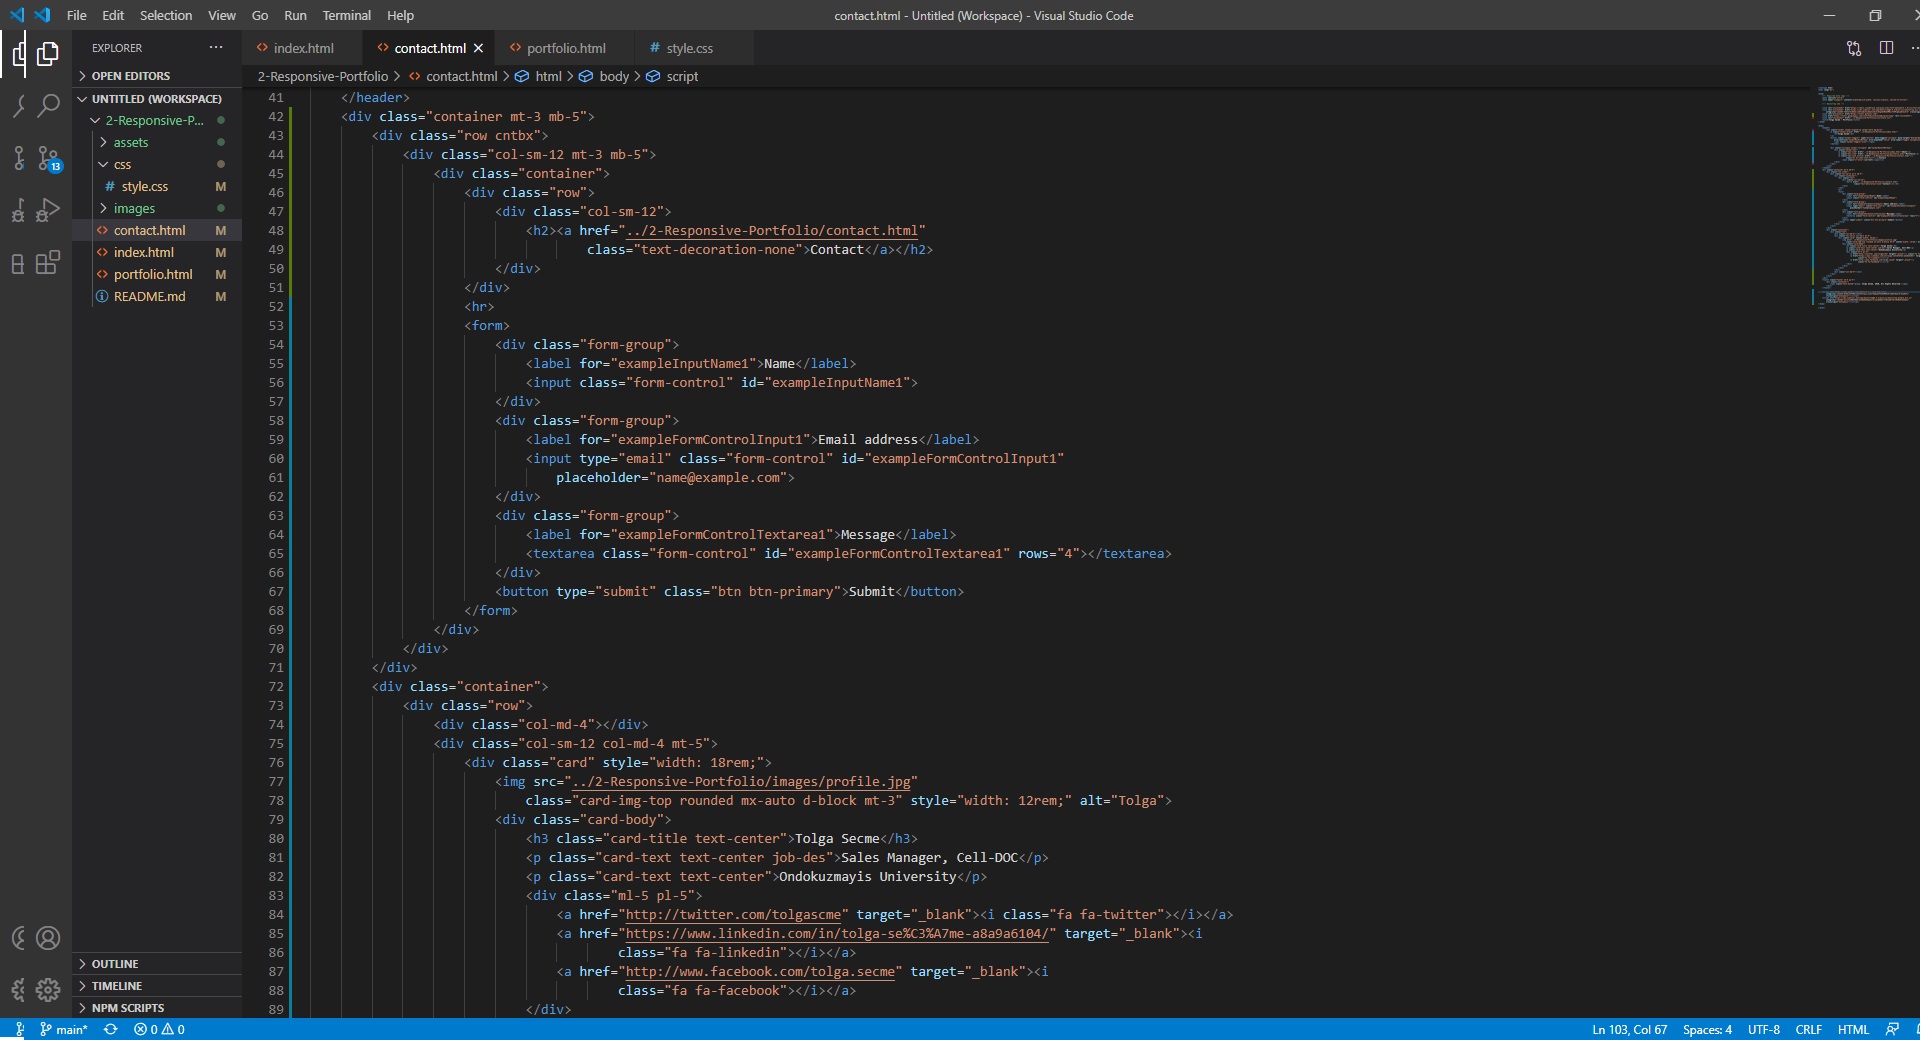 File Edit Selection View Go Run Terminal Help
contact.html - Untitled (Workspace) - Visual Studio Code
EXPLORER
OPEN EDITORS
UNTITLED (WORKSPACE)
2-Responsive-P...
assets
css
# style.css M
images
<> contact.html M
<> index.html M
<> portfolio.html M
README.md M
13
OUTLINE
TIMELINE
NPM SCRIPTS
<> index.html
<> contact.html
<> portfolio.html
# style.css
2-Responsive-Portfolio > <> contact.html > html > body > script
41 </header>
42 <div class="container mt-3 mb-5">
43 <div class="row cntbx">
44 <div class="col-sm-12 mt-3 mb-5">
45 <div class="container">
46 <div class="row">
47 <div class="col-sm-12">
48 <h2><a href="../2-Responsive-Portfolio/contact.html"
49 class="text-decoration-none">Contact</a></h2>
50 </div>
51 </div>
52 <hr>
53 <form>
54 <div class="form-group">
55 <label for="exampleInputName1">Name</label>
56 <input class="form-control" id="exampleInputName1">
57 </div>
58 <div class="form-group">
59 <label for="exampleFormControlInput1">Email address</label>
60 <input type="email" class="form-control" id="exampleFormControlInput1"
61 placeholder="name@example.com">
62 </div>
63 <div class="form-group">
64 <label for="exampleFormControlTextarea1">Message</label>
65 <textarea class="form-control" id="exampleFormControlTextarea1" rows="4"></textarea>
66 </div>
67 <button type="submit" class="btn btn-primary">Submit</button>
68 </form>
69 </div>
70 </div>
71 </div>
72 <div class="container">
73 <div class="row">
74 <div class="col-md-4"></div>
75 <div class="col-sm-12 col-md-4 mt-5">
76 <div class="card" style="width: 18rem;">
77 <img src="../2-Responsive-Portfolio/images/profile.jpg"
78 class="card-img-top rounded mx-auto d-block mt-3" style="width: 12rem;" alt="Tolga">
79 <div class="card-body">
80 <h3 class="card-title text-center">Tolga Secme</h3>
81 <p class="card-text text-center job-des">Sales Manager, Cell-DOC</p>
82 <p class="card-text text-center">Ondokuzmayis University</p>
83 <div class="ml-5 pl-5">
84 <a href="http://twitter.com/tolgascme" target="_blank"><i class="fa fa-twitter"></i></a>
85 <a href="https://www.linkedin.com/in/tolga-se%C3%A7me-a8a9a6104/" target="_blank"><i
86 class="fa fa-linkedin"></i></a>
87 <a href="http://www.facebook.com/tolga.secme" target="_blank"><i
88 class="fa fa-facebook"></i></a>
89 </div>
main* 0 0
Ln 103, Col 67 Spaces: 4 UTF-8 CRLF HTML